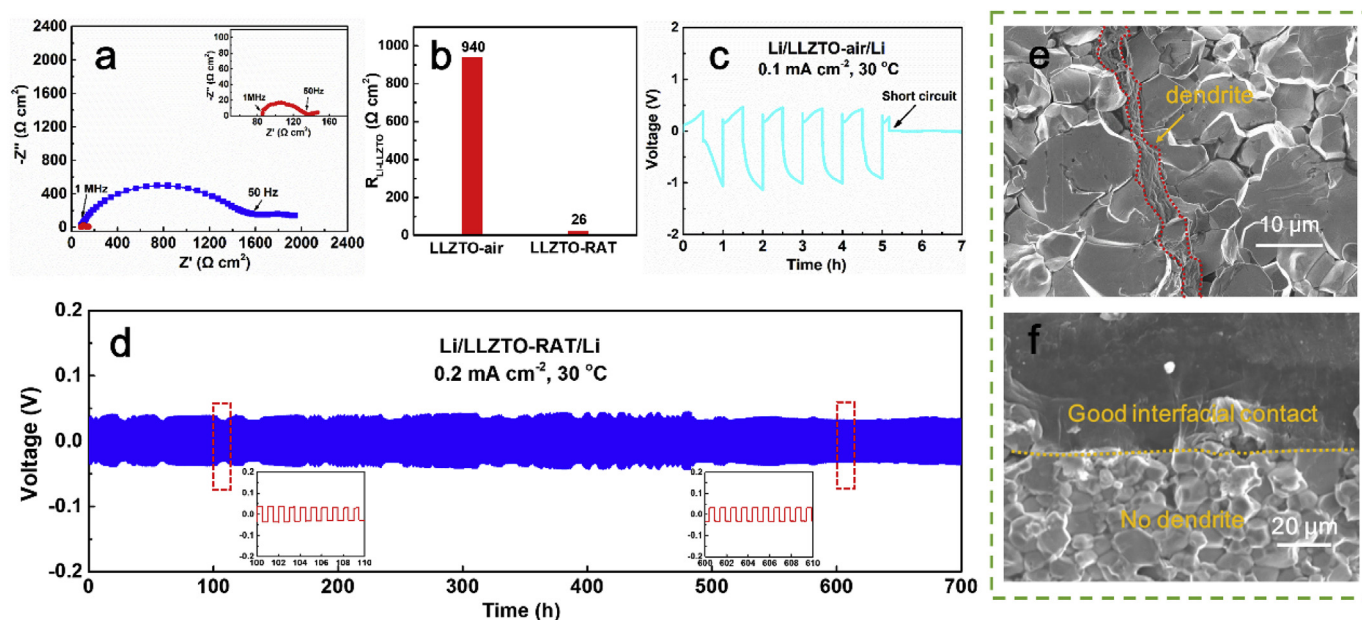 a
-Z'' (Ω cm²)
2400
2000
1600
1200
800
400
0
0 400 800 1200 1600 2000 2400
Z' (Ω cm²)
1 MHz
50 Hz
-Z'' (Ω cm²)
100
80
60
40
20
0
80 120 160
Z' (Ω cm²)
1MHz
50Hz
b
R Li-LLZTO (Ω cm²)
1000
800
600
400
200
0
940
26
LLZTO-air LLZTO-RAT
c
Li/LLZTO-air/Li
0.1 mA cm⁻², 30 °C
Short circuit
Voltage (V)
2
1
0
-1
-2
0 1 2 3 4 5 6 7
Time (h)
d
Li/LLZTO-RAT/Li
0.2 mA cm⁻², 30 °C
Voltage (V)
0.2
0.1
0.0
-0.1
-0.2
0 100 200 300 400 500 600 700
Time (h)
0.2
0.1
0.0
-0.1
-0.2
100 102 104 106 108 110
0.2
0.1
0.0
-0.1
-0.2
600 602 604 606 608 610
e
dendrite
10 μm
f
Good interfacial contact
No dendrite
20 μm